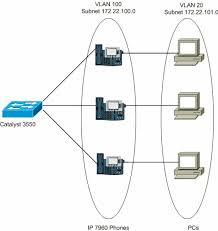 VLAN 100
Subnet 172.22.100.0
VLAN 20
Subnet 172.22.101.0
Catalyst 3550
IP 7960 Phones
PCs